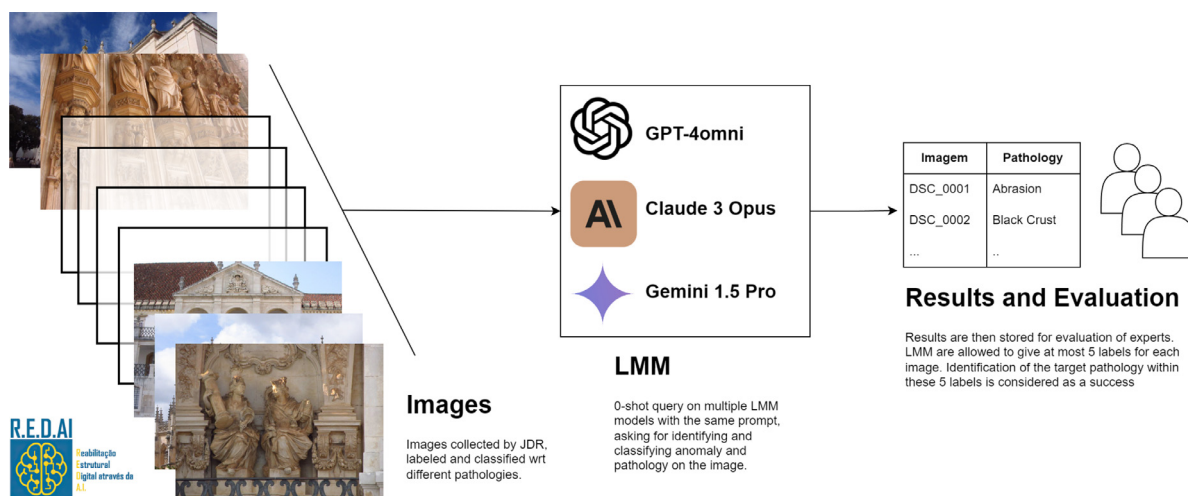 GPT-4omni
Claude 3 Opus
Gemini 1.5 Pro
Imagem Pathology
DSC_0001 Abrasion
DSC_0002 Black Crust
... ..
Results and Evaluation
Results are then stored for evaluation of experts.
LMM are allowed to give at most 5 labels for each
image. Identification of the target pathology within
these 5 labels is considered as a success
LMM
0-shot query on multiple LMM
models with the same prompt,
asking for identifying and
classifying anomaly and
pathology on the image.
Images
Images collected by JDR,
labeled and classified wrt
different pathologies.
R.E.D.AI
Reabilitação
Estrutural
Digital através da
A.I.